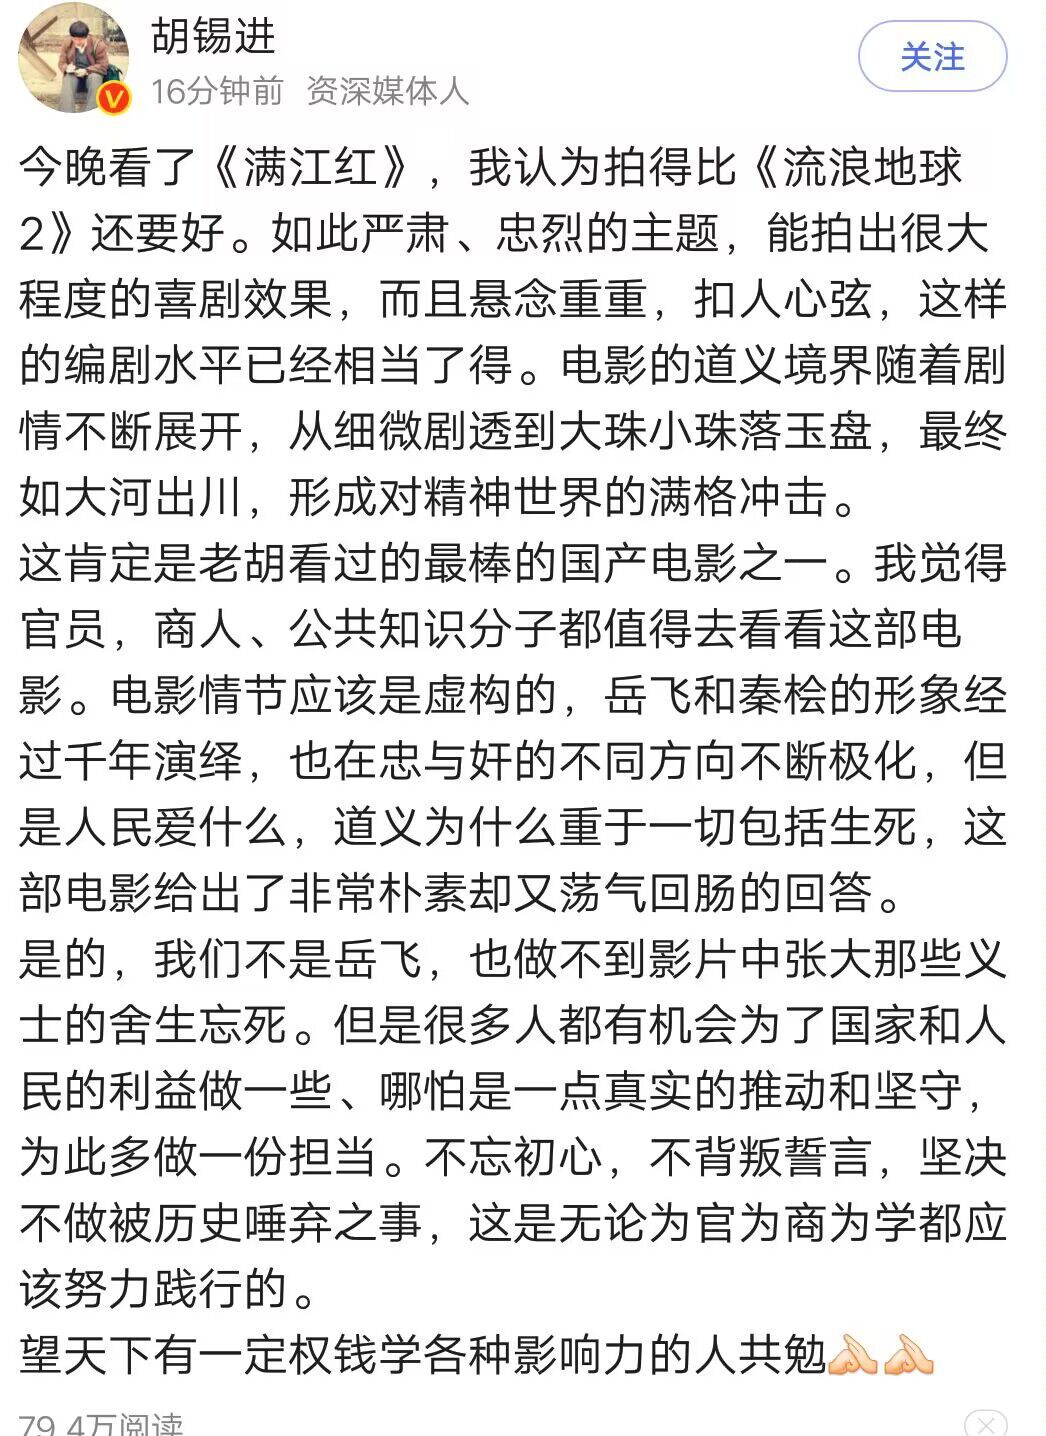 胡锡进
16分钟前 资深媒体人
关注
今晚看了《满江红》，我认为拍得比《流浪地球
2》还要好。如此严肃、忠烈的主题，能拍出很大
程度的喜剧效果，而且悬念重重，扣人心弦，这样
的编剧水平已经相当了得。电影的道义境界随着剧
情不断展开，从细微剧透到大珠小珠落玉盘，最终
如大河出川，形成对精神世界的满格冲击。
这肯定是老胡看过的最棒的国产电影之一。我觉得
官员，商人、公共知识分子都值得去看看这部电
影。电影情节应该是虚构的，岳飞和秦桧的形象经
过千年演绎，也在忠与奸的不同方向不断极化，但
是人民爱什么，道义为什么重于一切包括生死，这
部电影给出了非常朴素却又荡气回肠的回答。
是的，我们不是岳飞，也做不到影片中张大那些义
士的舍生忘死。但是很多人都有机会为了国家和人
民的利益做一些、哪怕是一点真实的推动和坚守，
为此多做一份担当。不忘初心，不背叛誓言，坚决
不做被历史唾弃之事，这是无论为官为商为学都应
该努力践行的。
望天下有一定权钱学各种影响力的人共勉
79.4万阅读